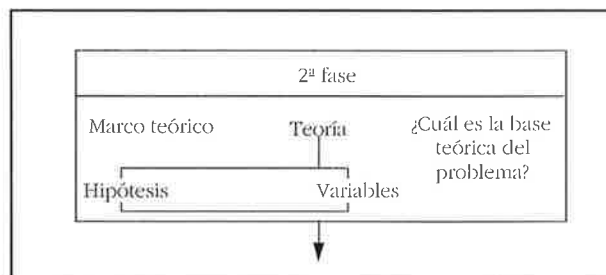 2ª fase
Marco teórico
Teoría
¿Cuál es la base
teórica del
problema?
Hipótesis
Variables